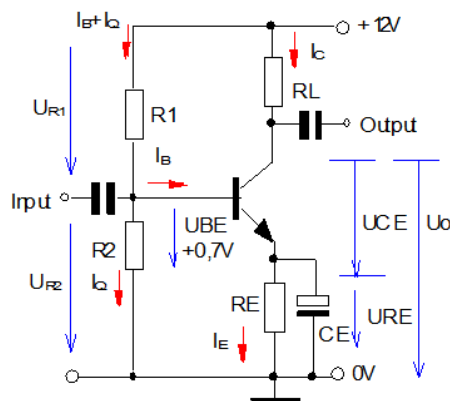 IB+IQ
+12V
IC
UR1
R1
RL
Output
IB
Input
UBE
+0,7V
UCE
Uo
R2
UR2
IQ
RE
CE
URE
IE
0V